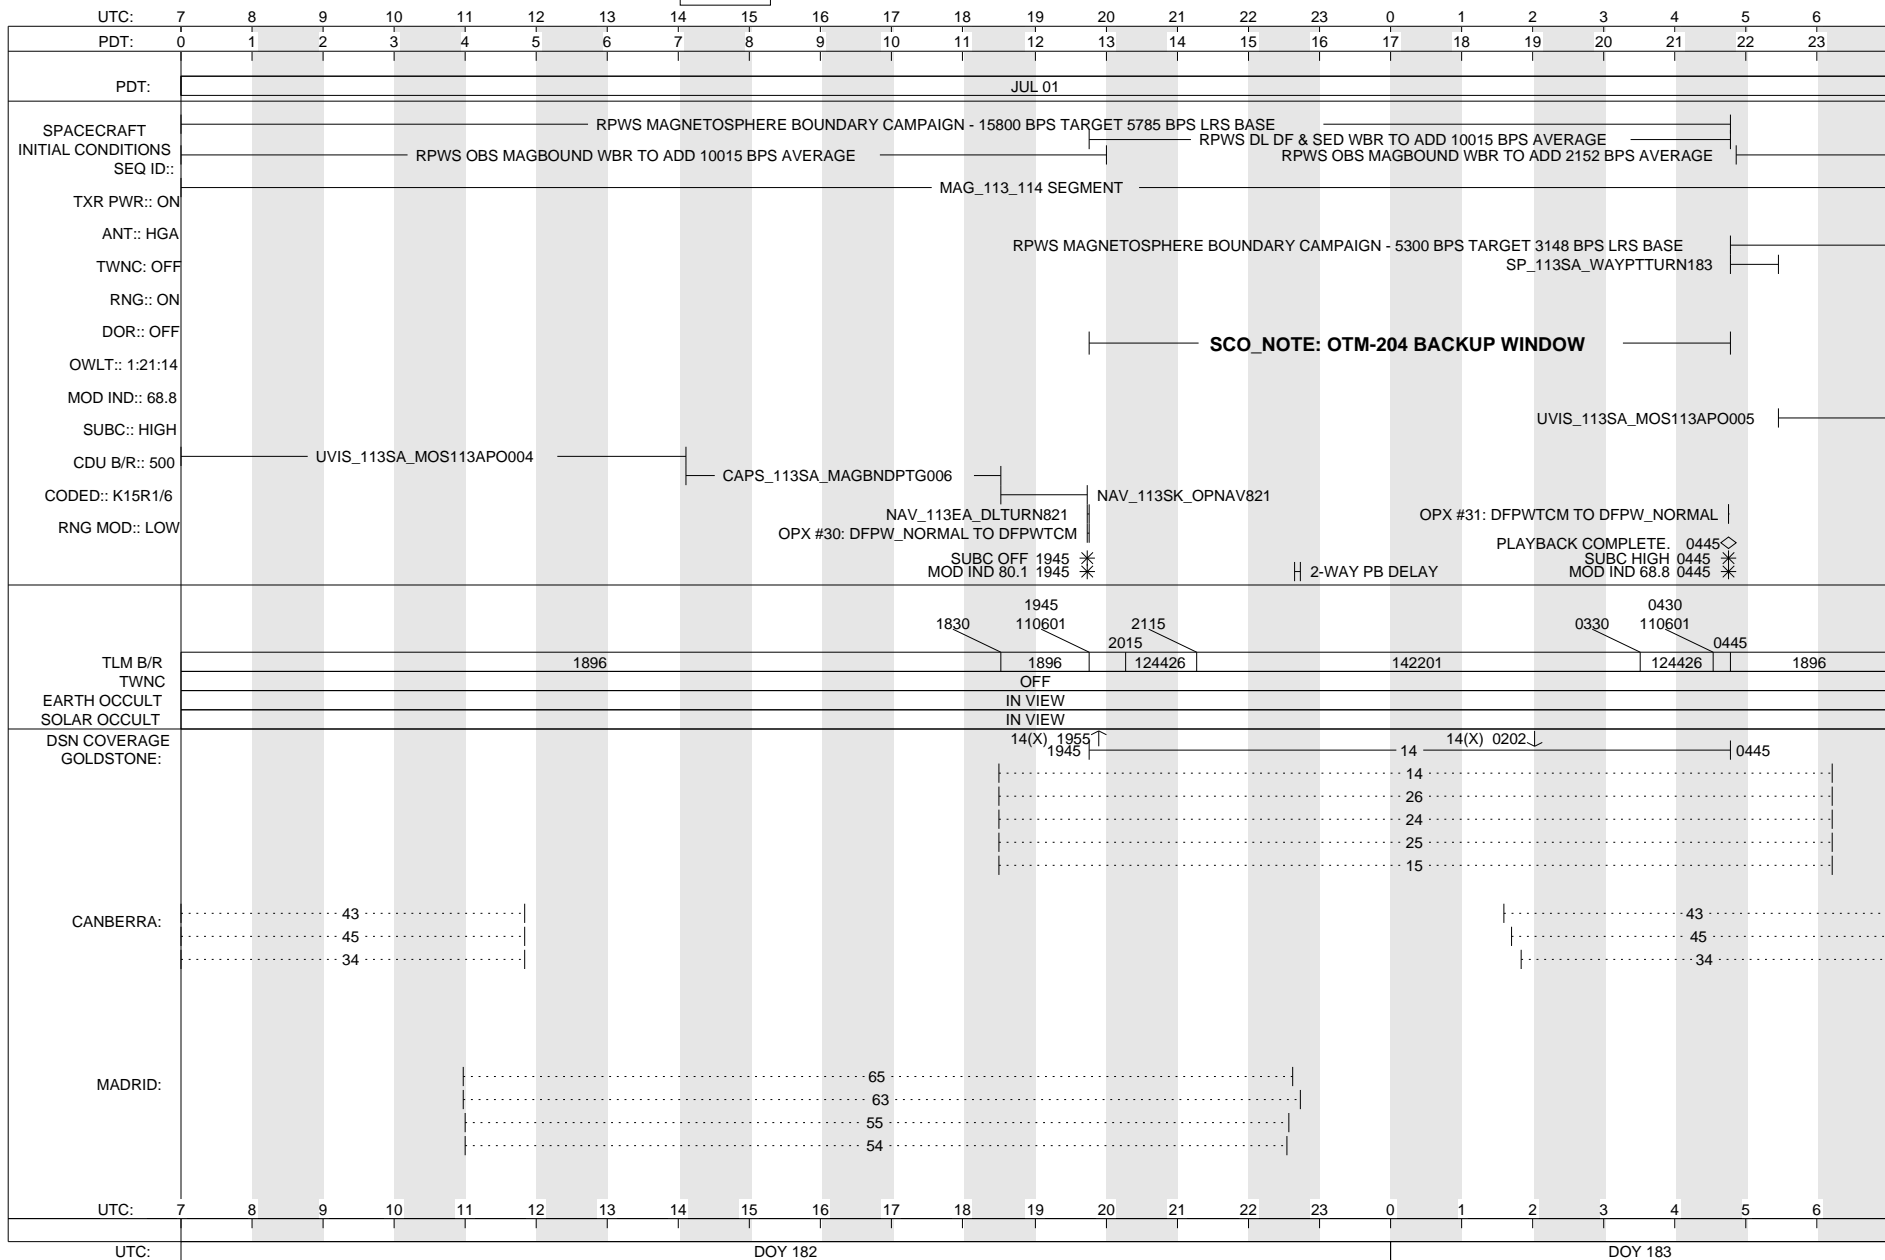 UTC: 7 8 9 10 11 12 13 14 15 16 17 18 19 20 21 22 23 0 1 2 3 4 5 6
PDT: 0 1 2 3 4 5 6 7 8 9 10 11 12 13 14 15 16 17 18 19 20 21 22 23
PDT: JUL 01
SPACECRAFT
INITIAL CONDITIONS
SEQ ID::
TXR PWR:: ON
ANT:: HGA
TWNC: OFF
RNG:: ON
DOR:: OFF
OWLT:: 1:21:14
MOD IND:: 68.8
SUBC:: HIGH
CDU B/R:: 500
CODED:: K15R1/6
RNG MOD:: LOW
RPWS MAGNETOSPHERE BOUNDARY CAMPAIGN - 15800 BPS TARGET 5785 BPS LRS BASE
RPWS DL DF & SED WBR TO ADD 10015 BPS AVERAGE
RPWS OBS MAGBOUND WBR TO ADD 10015 BPS AVERAGE
RPWS OBS MAGBOUND WBR TO ADD 2152 BPS AVERAGE
MAG_113_114 SEGMENT
RPWS MAGNETOSPHERE BOUNDARY CAMPAIGN - 5300 BPS TARGET 3148 BPS LRS BASE
SP_113SA_WAYPTTURN183
SCO_NOTE: OTM-204 BACKUP WINDOW
UVIS_113SA_MOS113APO005
UVIS_113SA_MOS113APO004
CAPS_113SA_MAGBNDPTG006
NAV_113SK_OPNAV821
NAV_113EA_DLTURN821
OPX #31: DFPWTCM TO DFPW_NORMAL
OPX #30: DFPW_NORMAL TO DFPWTCM
PLAYBACK COMPLETE. 0445
SUBC OFF 1945
SUBC HIGH 0445
MOD IND 80.1 1945
2-WAY PB DELAY
MOD IND 68.8 0445
1945 0430
1830 110601 2115 0330 110601
2015 0445
TLM B/R 1896 1896 124426 142201 124426 1896
TWNC OFF
EARTH OCCULT IN VIEW
SOLAR OCCULT IN VIEW
DSN COVERAGE 14(X) 1955 14(X) 0202
GOLDSTONE: 1945 14 0445
14
26
24
25
15
CANBERRA: 43 43
45 45
34 34
MADRID: 65
63
55
54
UTC: 7 8 9 10 11 12 13 14 15 16 17 18 19 20 21 22 23 0 1 2 3 4 5 6
UTC: DOY 182 DOY 183